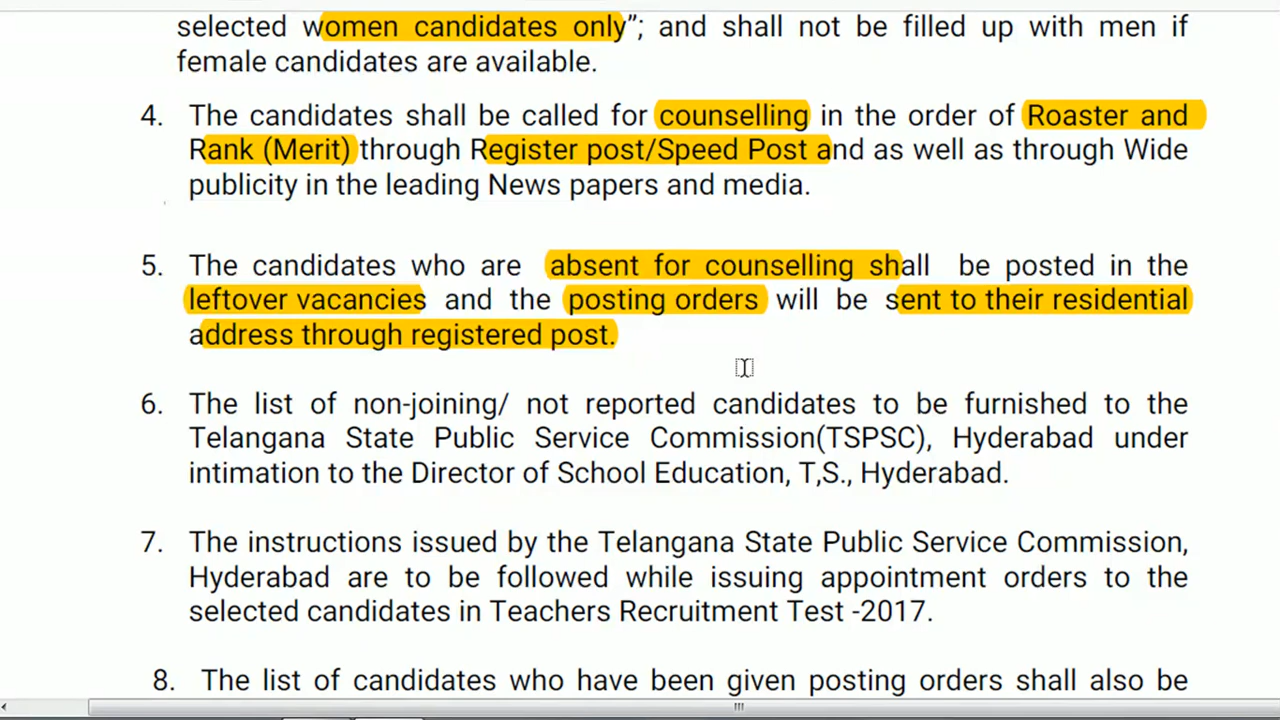 selected women candidates only”; and shall not be filled up with men if
female candidates are available.
4. The candidates shall be called for counselling in the order of Roaster and
Rank (Merit) through Register post/Speed Post and as well as through Wide
publicity in the leading News papers and media.
5. The candidates who are absent for counselling shall be posted in the
leftover vacancies and the posting orders will be sent to their residential
address through registered post.
6. The list of non-joining/ not reported candidates to be furnished to the
Telangana State Public Service Commission(TSPSC), Hyderabad under
intimation to the Director of School Education, T,S., Hyderabad.
7. The instructions issued by the Telangana State Public Service Commission,
Hyderabad are to be followed while issuing appointment orders to the
selected candidates in Teachers Recruitment Test -2017.
8. The list of candidates who have been given posting orders shall also be